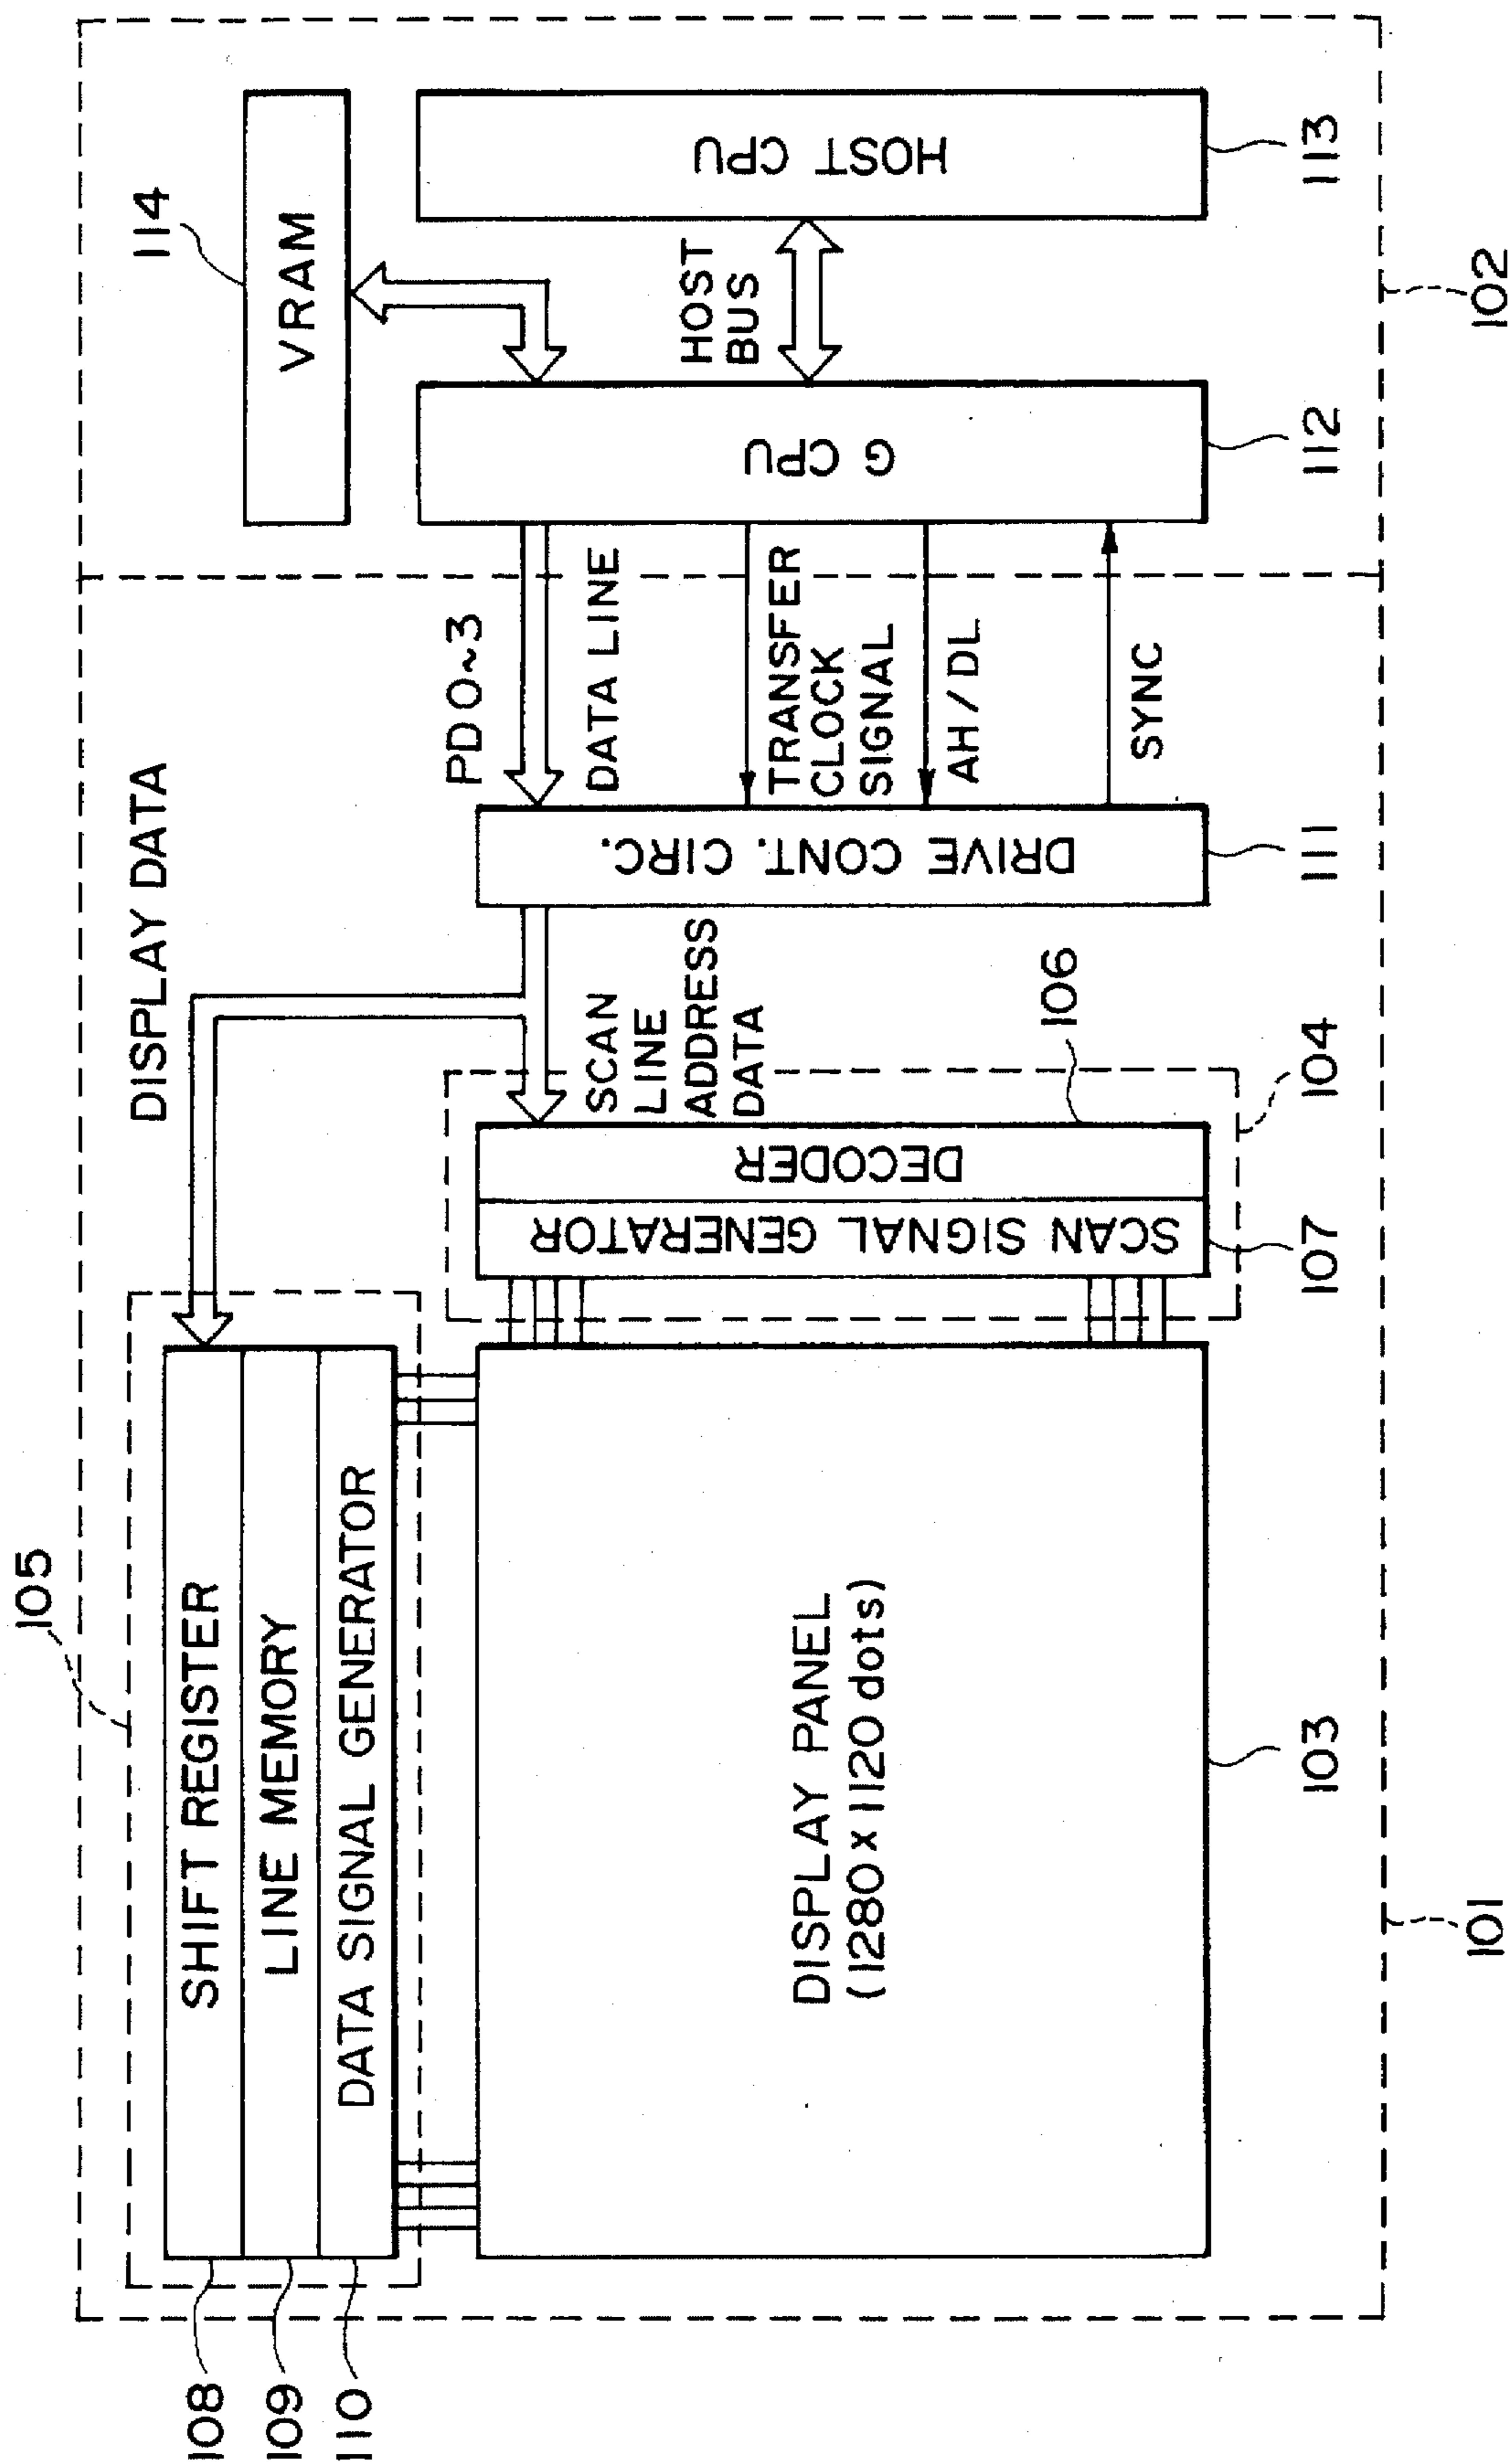 105
108
109
110
SHIFT REGISTER
LINE MEMORY
DATA SIGNAL GENERATOR
DISPLAY DATA
114
VRAM
DISPLAY PANEL
(1280 x 1120 dots)
103
101
SCAN SIGNAL GENERATOR
107
DECODER
106
104
SCAN
LINE
ADDRESS
DATA
DRIVE CONT. CIRC.
111
PD0~3
DATA LINE
TRANSFER
CLOCK
SIGNAL
AH/DL
SYNC
G CPU
112
HOST
BUS
HOST CPU
113
102